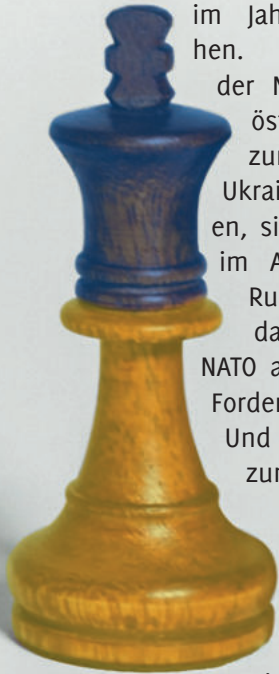 im Jah
hen.
der N
öst
zur
Ukrai
en, si
im A
Ru
da
NATO a
Forder
Und
zur